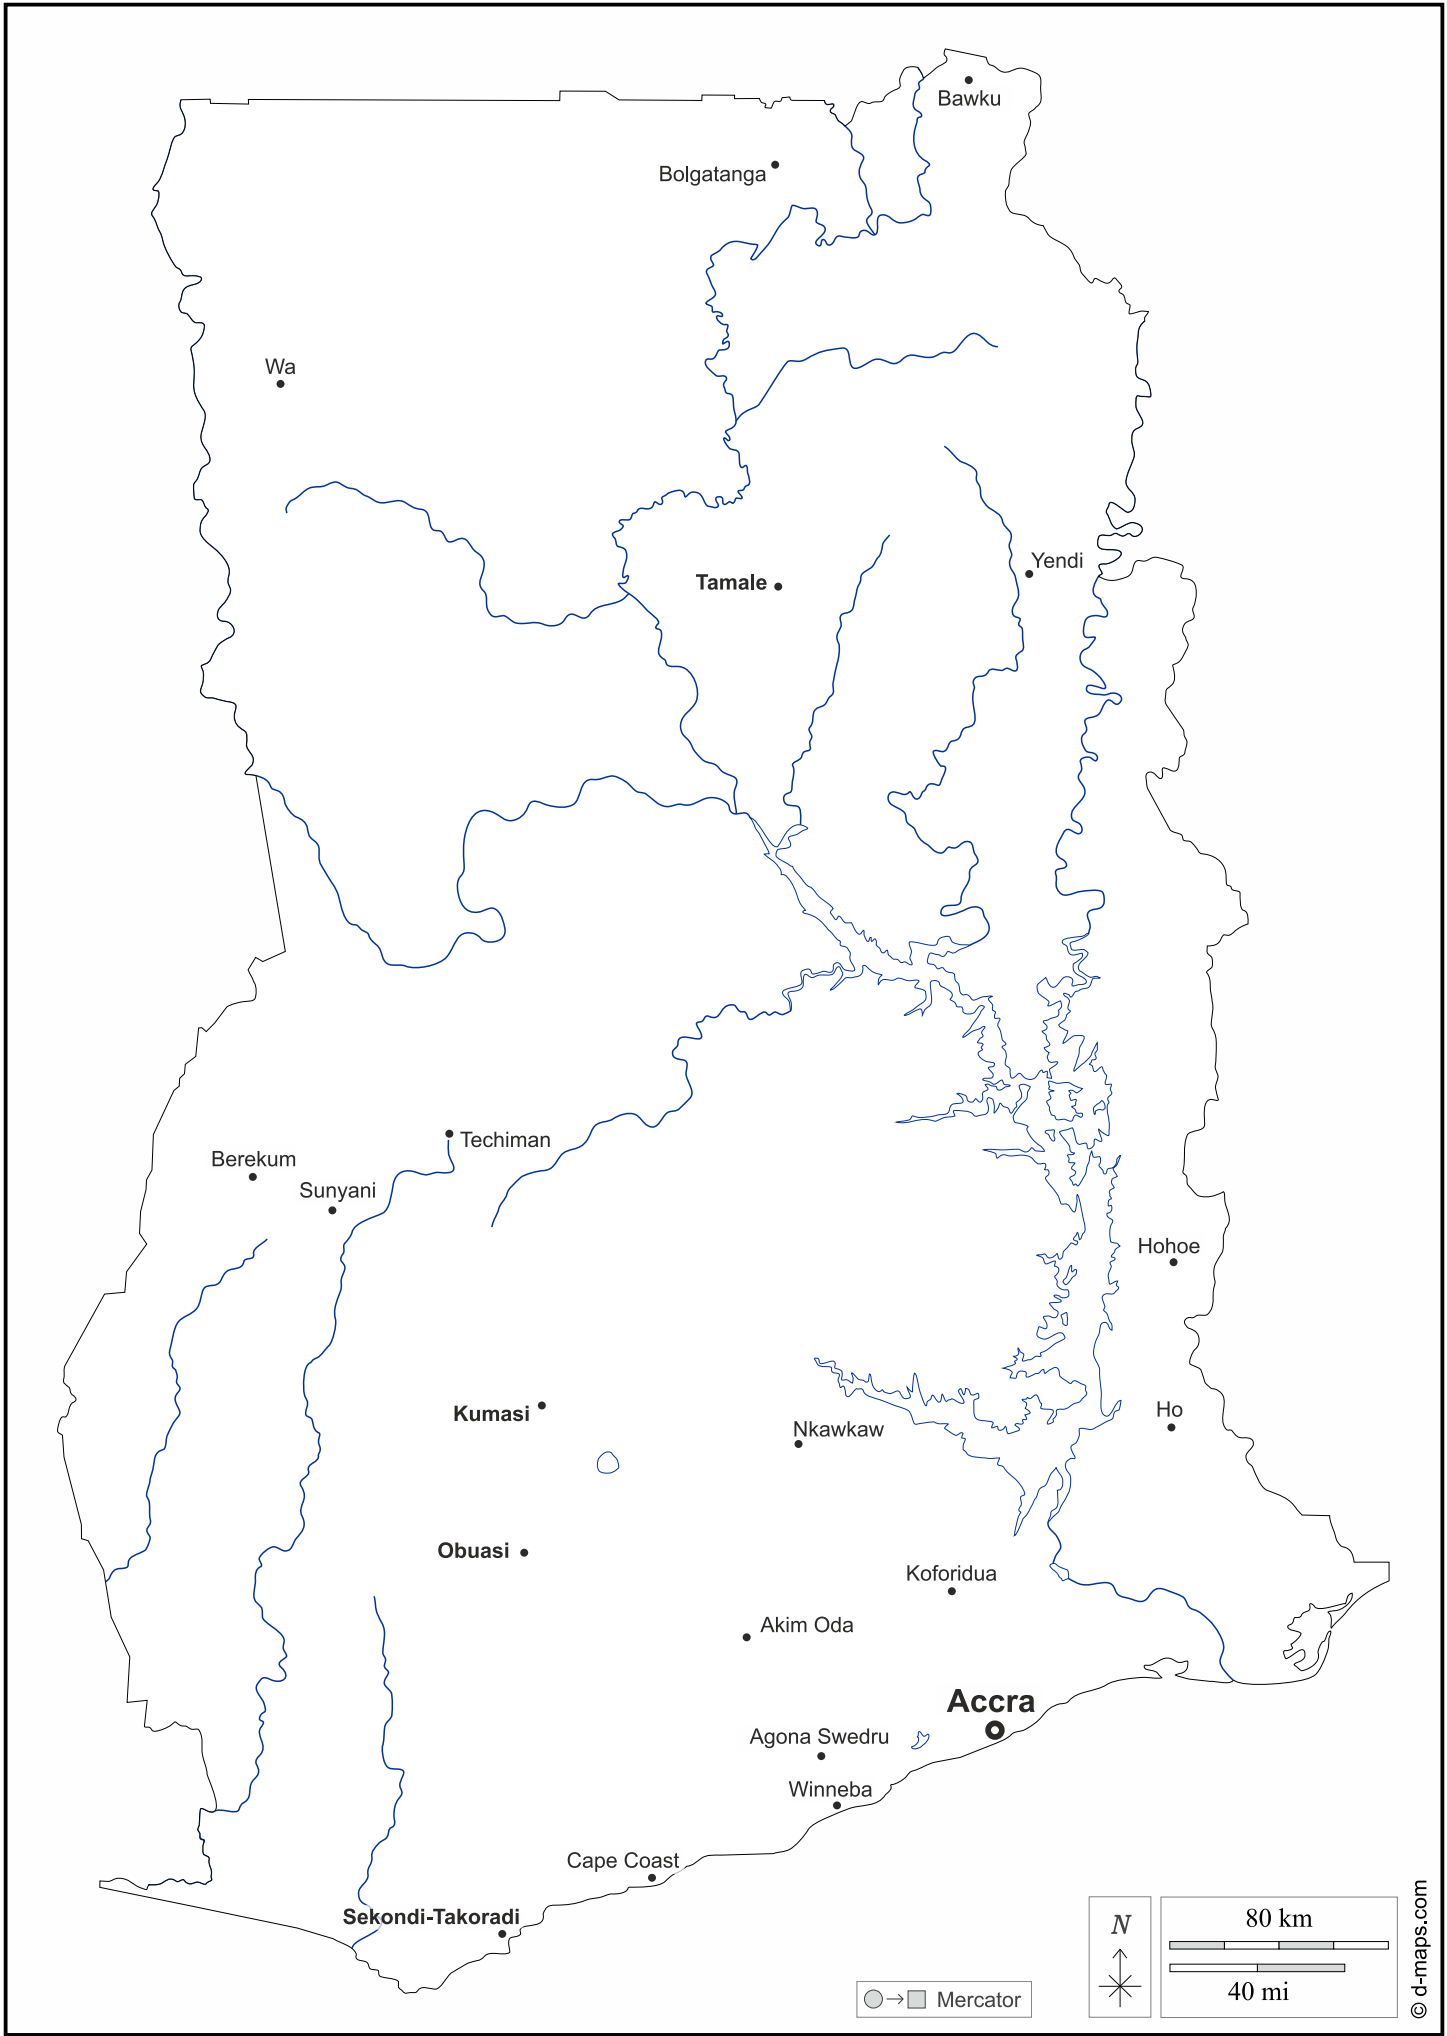 Bawku
Bolgatanga
Wa
Yendi
Tamale
Techiman
Berekum
Sunyani
Hohoe
Ho
Kumasi
Nkawkaw
Obuasi
Koforidua
Akim Oda
Accra
Agona Swedru
Winneba
Cape Coast
Sekondi-Takoradi
N
80 km
40 mi
Mercator
© d-maps.com